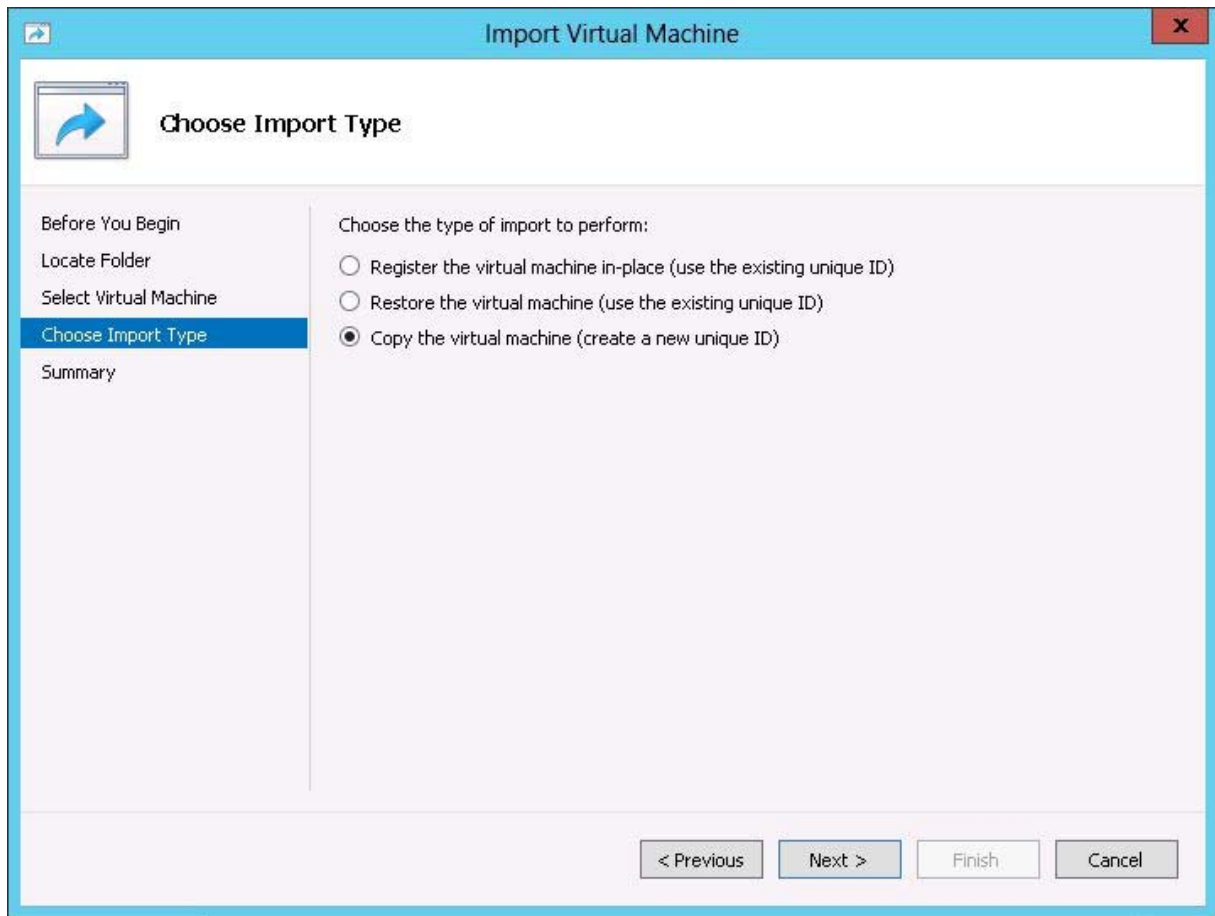 Import Virtual Machine
x
Choose Import Type
Before You Begin
Locate Folder
Select Virtual Machine
Choose Import Type
Summary
Choose the type of import to perform:
Register the virtual machine in-place (use the existing unique ID)
Restore the virtual machine (use the existing unique ID)
Copy the virtual machine (create a new unique ID)
< Previous
Next >
Finish
Cancel